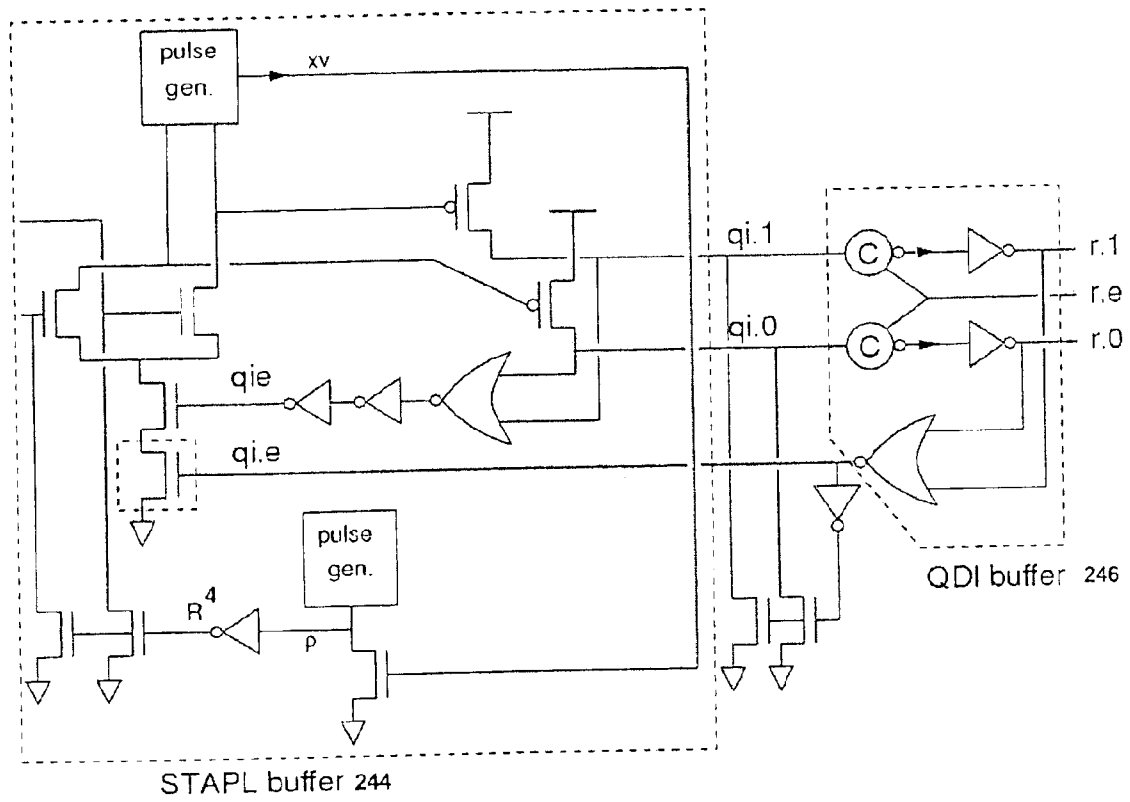 pulse
gen.
xv
qi.1
C
r.1
r.e
qi.0
C
r.0
qie
qi.e
pulse
gen.
R4
ρ
QDI buffer 246
STAPL buffer 244